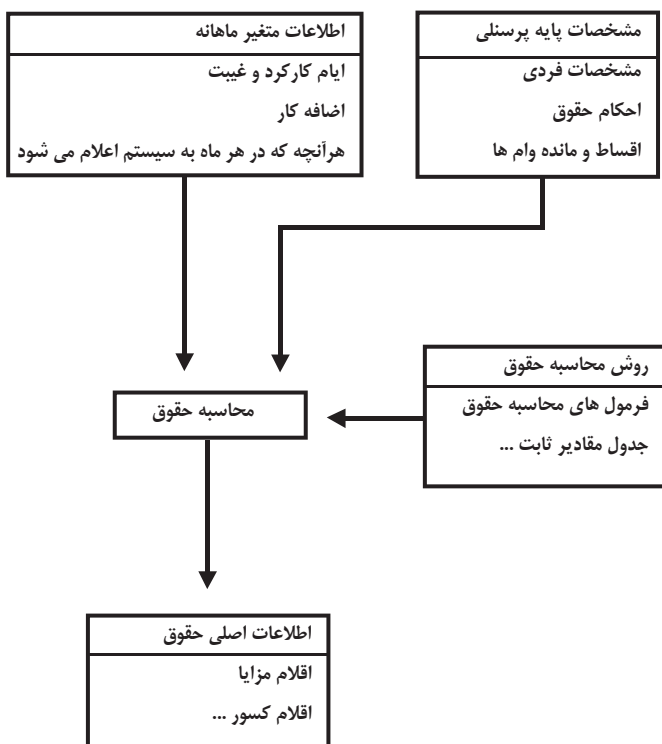 مشخصات پایه پرسنلی
مشخصات فردی
احکام حقوق
اقساط و مانده وام ها
اطلاعات متغیر ماهانه
ایام کارکرد و غیبت
اضافه کار
هرآنچه که در هر ماه به سیستم اعلام می شود
روش محاسبه حقوق
فرمول های محاسبه حقوق
جدول مقادیر ثابت ...
محاسبه حقوق
اطلاعات اصلی حقوق
اقلام مزایا
اقلام کسور ...